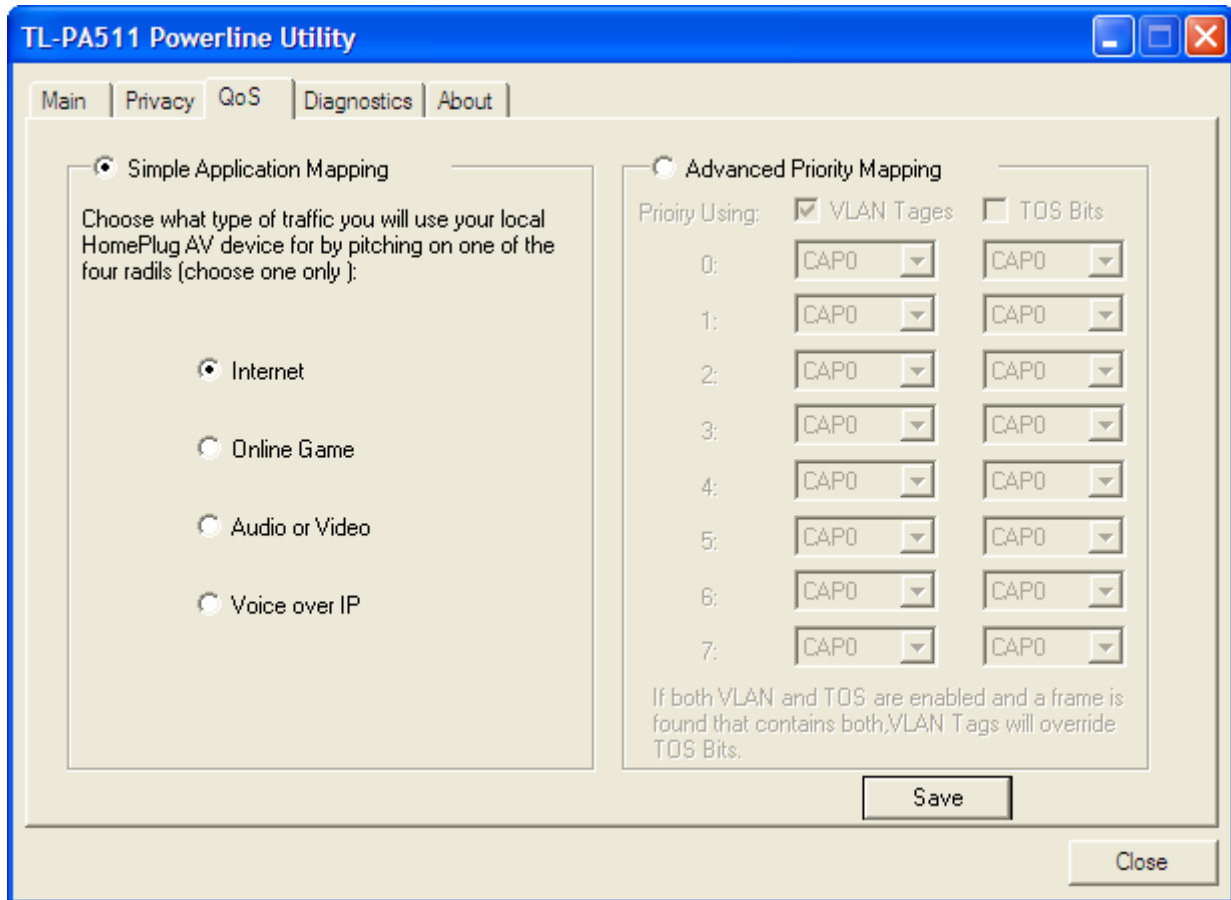 TL-PA511 Powerline Utility
Main Privacy QoS Diagnostics About
Simple Application Mapping
Choose what type of traffic you will use your local
HomePlug AV device for by pitching on one of the
four radils (choose one only ):
Internet
Online Game
Audio or Video
Voice over IP
Advanced Priority Mapping
Prioiry Using: VLAN Tages TOS Bits
0: CAP0 CAP0
1: CAP0 CAP0
2: CAP0 CAP0
3: CAP0 CAP0
4: CAP0 CAP0
5: CAP0 CAP0
6: CAP0 CAP0
7: CAP0 CAP0
If both VLAN and TOS are enabled and a frame is
found that contains both,VLAN Tags will override
TOS Bits.
Save
Close